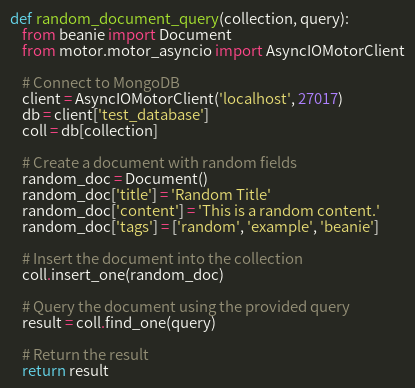 def random_document_query(collection, query):
from beanie import Document
from motor.motor_asyncio import AsyncIOMotorClient
# Connect to MongoDB
client = AsyncIOMotorClient('localhost', 27017)
db = client['test_database']
coll = db[collection]
# Create a document with random fields
random_doc = Document()
random_doc['title'] = 'Random Title'
random_doc['content'] = 'This is a random content.'
random_doc['tags'] = ['random', 'example', 'beanie']
# Insert the document into the collection
coll.insert_one(random_doc)
# Query the document using the provided query
result = coll.find_one(query)
# Return the result
return result